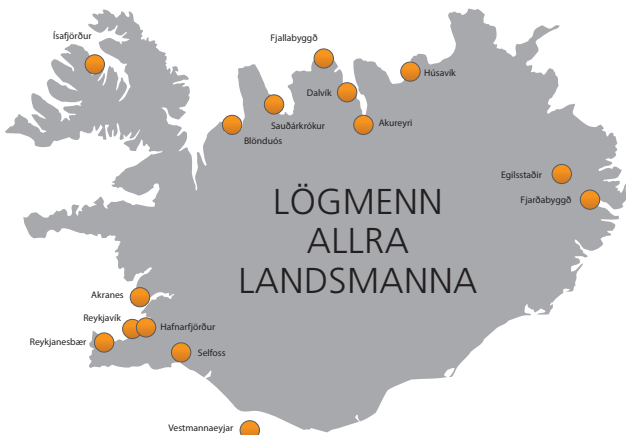 Ísafjörður
Fjallabyggð
Húsavík
Dalvík
Sauðárkrókur
Akureyri
Blönduós
Egilsstaðir
Fjarðabyggð
LÖGMENN
ALLRA
LANDSMANNA
Akranes
Reykjavík
Hafnarfjörður
Reykjanesbær
Selfoss
Vestmannaeyjar